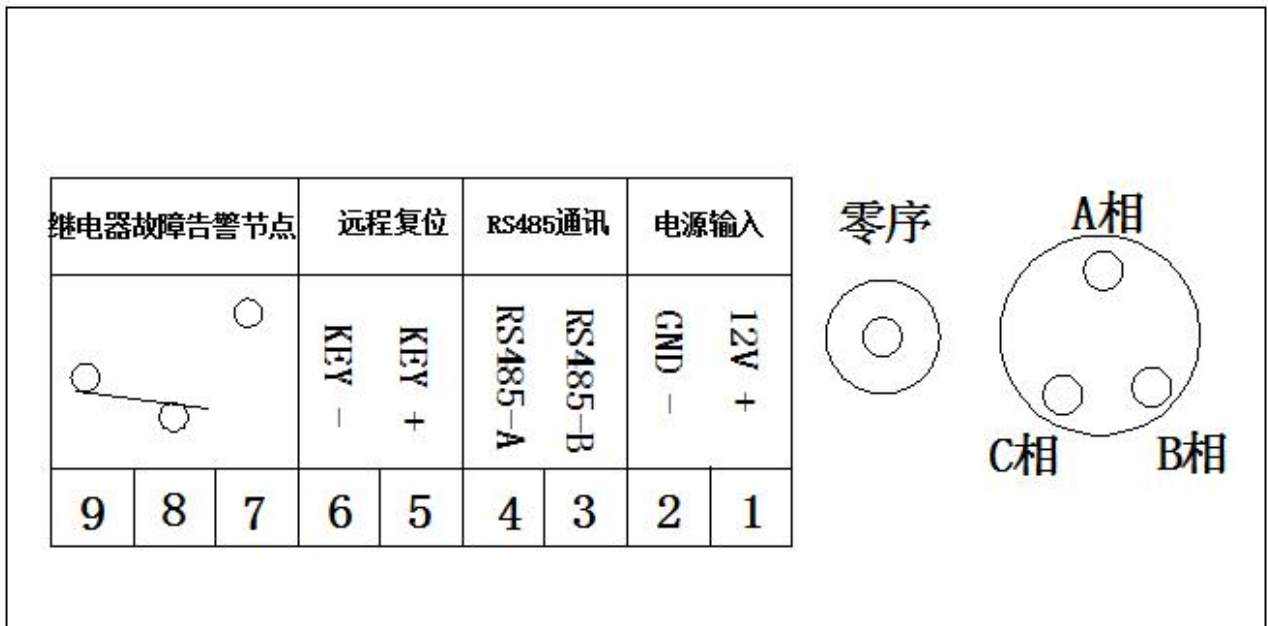 继电器故障告警节点 远程复位 RS485通讯 电源输入
KEY - KEY + RS485-A RS485-B GND - 12V +
9 8 7 6 5 4 3 2 1
零序
A相
C相 B相